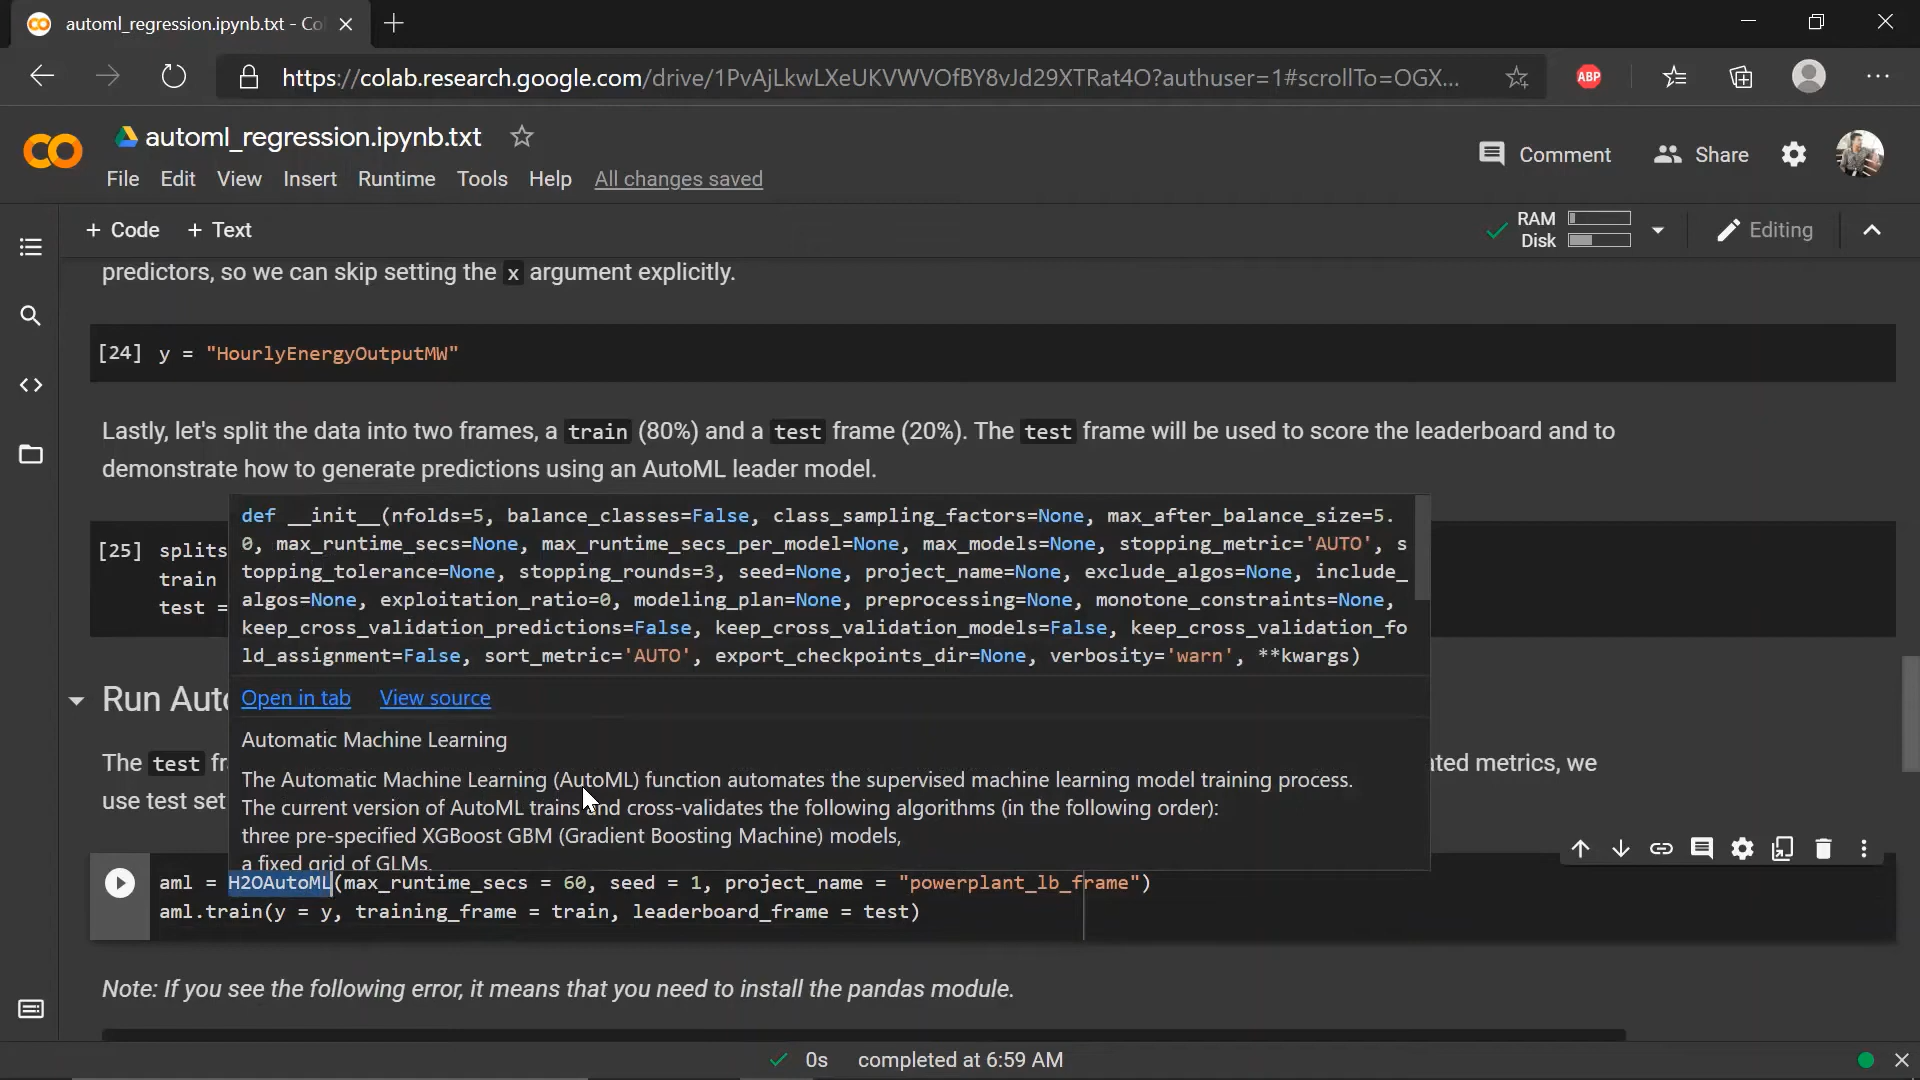 automl_regression.ipynb.txt - Co
https://colab.research.google.com/drive/1PvAjLkwLXeUKVWVOfBY8vJd29XTRat4O?authuser=1#scrollTo=OGX...
ABP
automl_regression.ipynb.txt
Comment
Share
File Edit View Insert Runtime Tools Help All changes saved
+ Code + Text
RAM
Disk
Editing
predictors, so we can skip setting the x argument explicitly.
[24] y = "HourlyEnergyOutputMW"
Lastly, let's split the data into two frames, a train (80%) and a test frame (20%). The test frame will be used to score the leaderboard and to
demonstrate how to generate predictions using an AutoML leader model.
def __init__(nfolds=5, balance_classes=False, class_sampling_factors=None, max_after_balance_size=5.
0, max_runtime_secs=None, max_runtime_secs_per_model=None, max_models=None, stopping_metric='AUTO', s
topping_tolerance=None, stopping_rounds=3, seed=None, project_name=None, exclude_algos=None, include_
algos=None, exploitation_ratio=0, modeling_plan=None, preprocessing=None, monotone_constraints=None,
keep_cross_validation_predictions=False, keep_cross_validation_models=False, keep_cross_validation_fo
ld_assignment=False, sort_metric='AUTO', export_checkpoints_dir=None, verbosity='warn', **kwargs)
[25] splits
train
test =
Open in tab View source
Run Auto
Automatic Machine Learning
The Automatic Machine Learning (AutoML) function automates the supervised machine learning model training process.
The current version of AutoML trains and cross-validates the following algorithms (in the following order):
three pre-specified XGBoost GBM (Gradient Boosting Machine) models,
a fixed grid of GLMs.
The test fr
ated metrics, we
use test set
aml = H2OAutoML(max_runtime_secs = 60, seed = 1, project_name = "powerplant_lb_frame")
aml.train(y = y, training_frame = train, leaderboard_frame = test)
Note: If you see the following error, it means that you need to install the pandas module.
0s completed at 6:59 AM